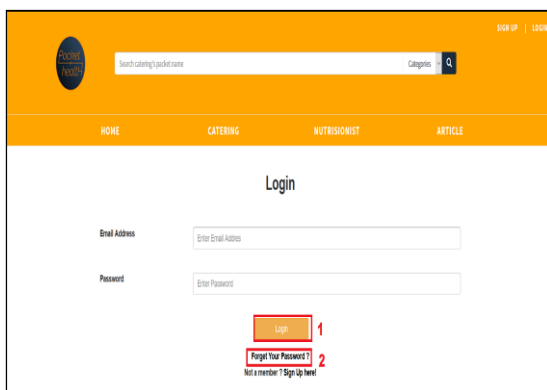 SIGN UP | LOGIN
Pocket
health
Search catering's packet name
Categories
HOME CATERING NUTRISIONIST ARTICLE
Login
Email Address
Enter Email Addres
Password
Enter Password
Login 1
Forget Your Password ? 2
Not a member ? Sign Up here!